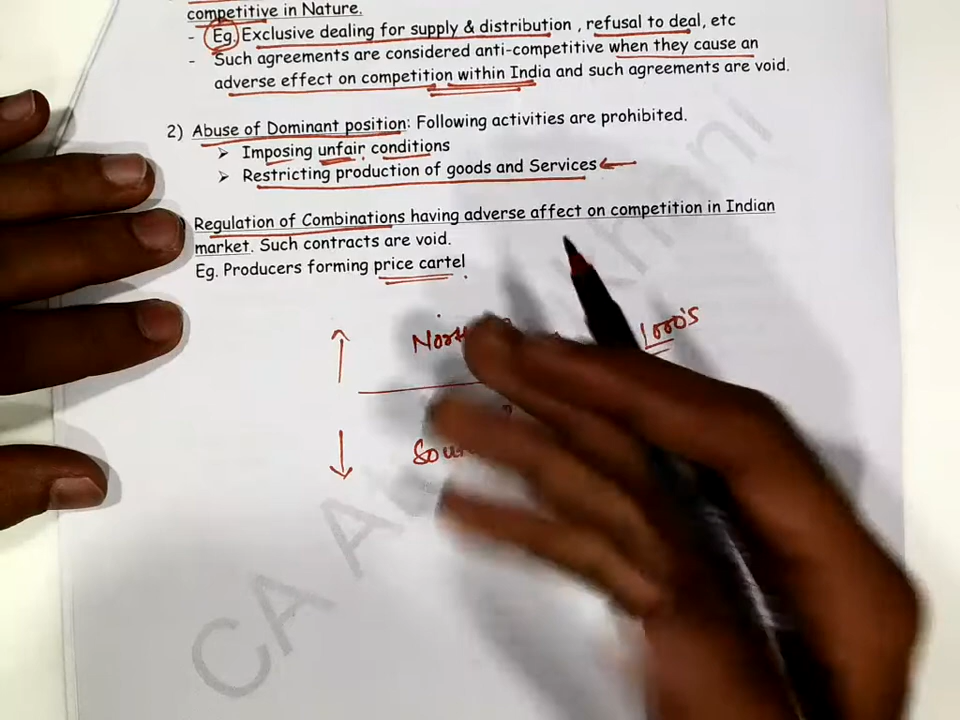 competitive in Nature.
- Eg. Exclusive dealing for supply & distribution , refusal to deal, etc
- Such agreements are considered anti-competitive when they cause an
adverse effect on competition within India and such agreements are void.
2) Abuse of Dominant position: Following activities are prohibited.
➢ Imposing unfair conditions
➢ Restricting production of goods and Services
Regulation of Combinations having adverse affect on competition in Indian
market. Such contracts are void.
Eg. Producers forming price cartel
1000's
CA